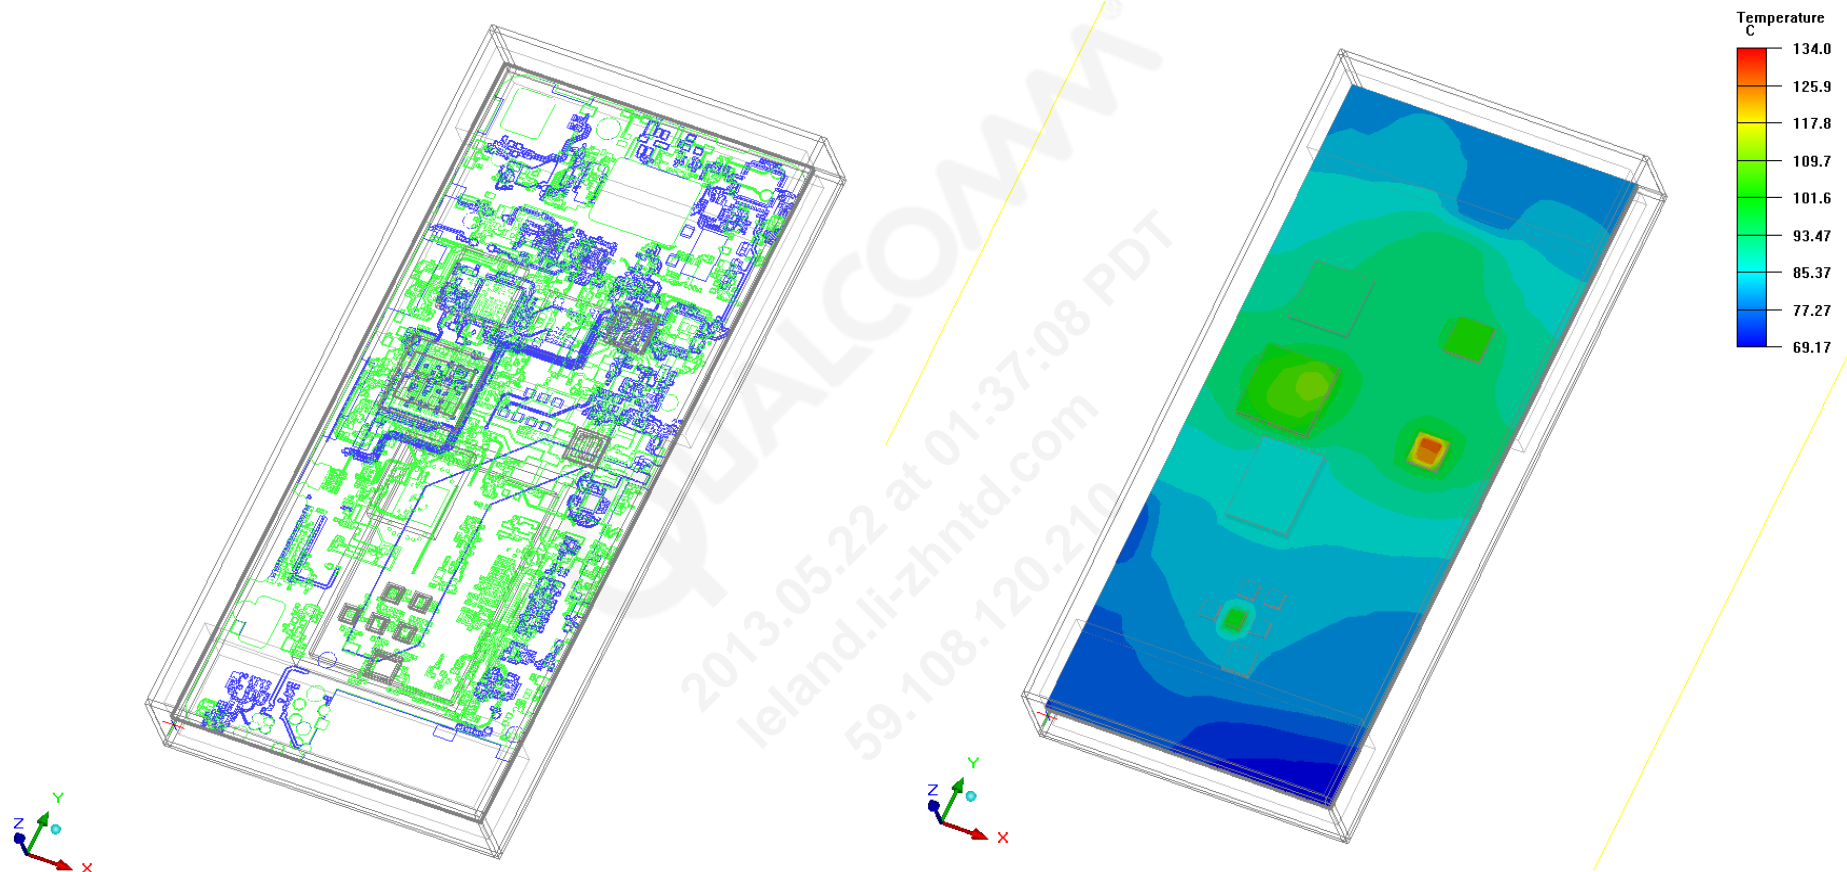 Temperature
C
134.0
125.9
117.8
109.7
101.6
93.47
85.37
77.27
69.17
QUALCOMM®
2013.05.22 at 01:37:08 PDT
leland.li-zhntd.com
59.108.120.210
Y
Z
X
Y
Z
X